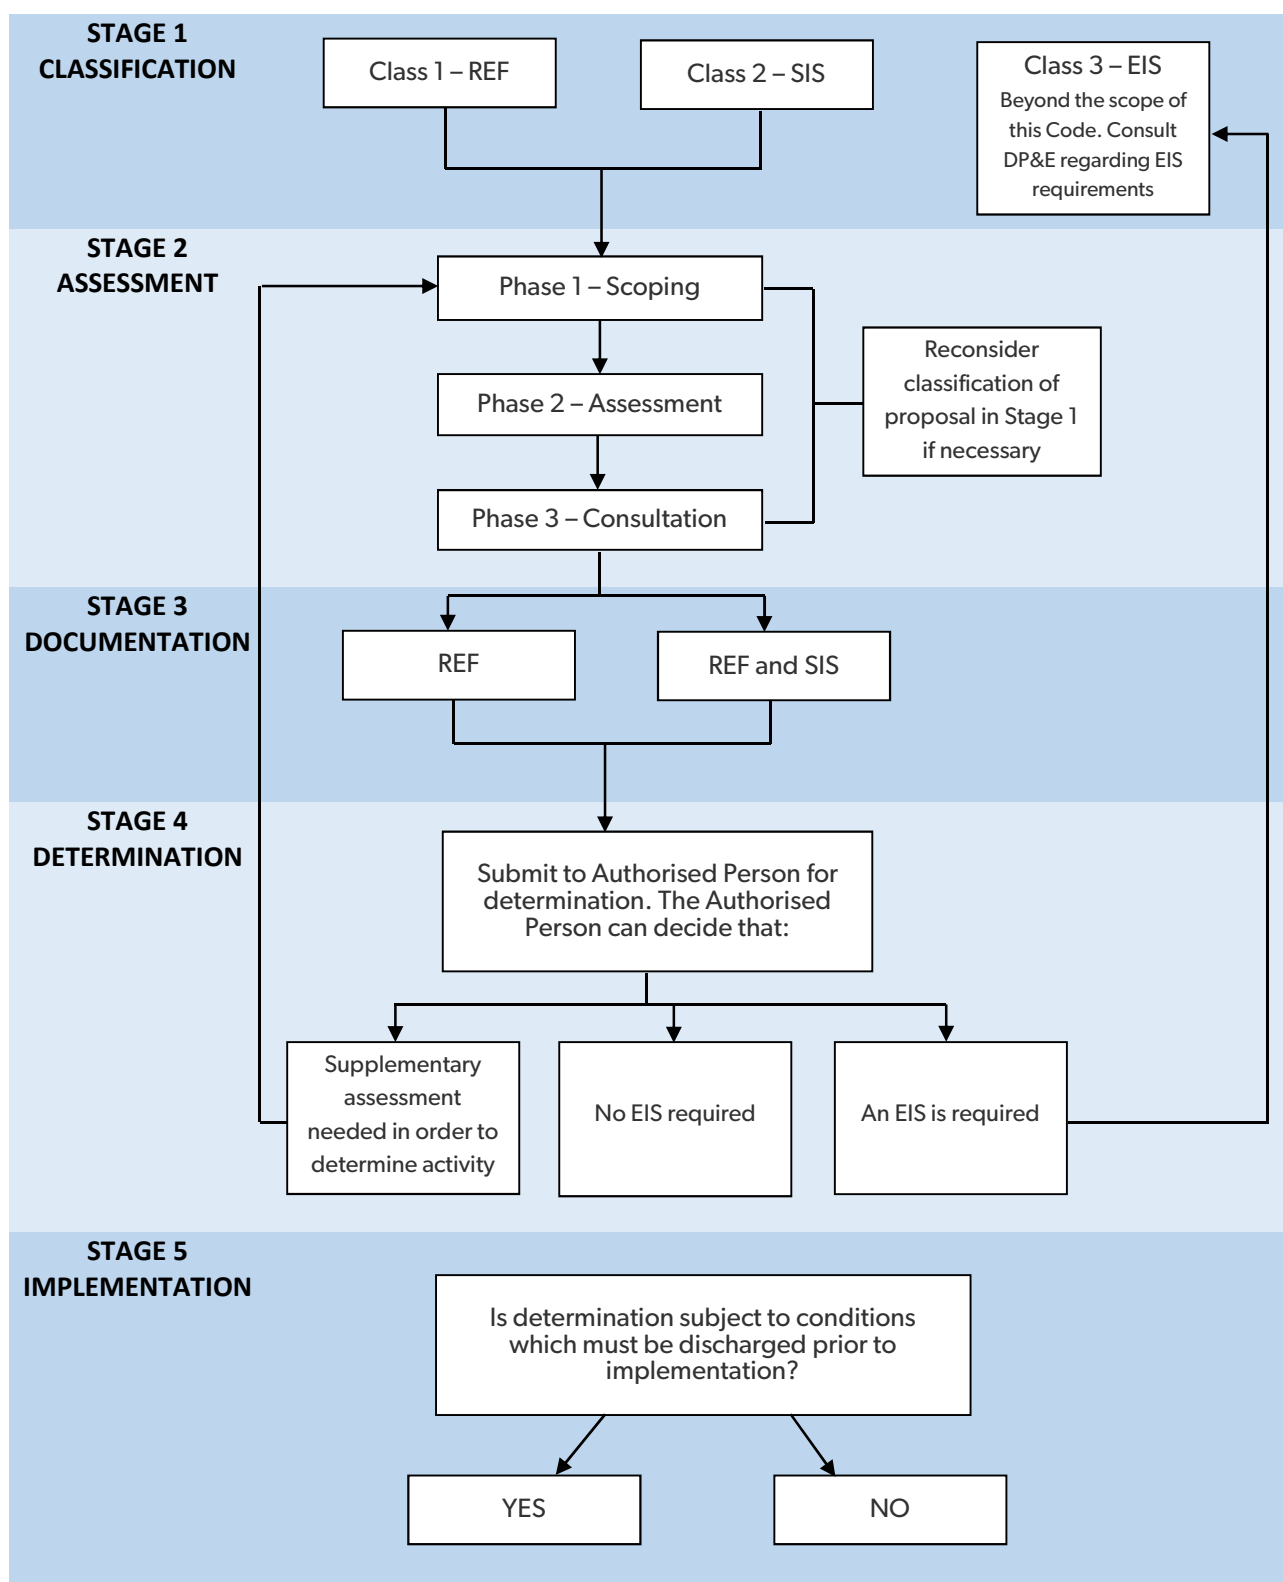 STAGE 1
CLASSIFICATION
Class 1 – REF
Class 2 – SIS
Class 3 – EIS
Beyond the scope of
this Code. Consult
DP&E regarding EIS
requirements
STAGE 2
ASSESSMENT
Phase 1 – Scoping
Phase 2 – Assessment
Phase 3 – Consultation
Reconsider
classification of
proposal in Stage 1
if necessary
STAGE 3
DOCUMENTATION
REF
REF and SIS
STAGE 4
DETERMINATION
Submit to Authorised Person for
determination. The Authorised
Person can decide that:
Supplementary
assessment
needed in order to
determine activity
No EIS required
An EIS is required
STAGE 5
IMPLEMENTATION
Is determination subject to conditions
which must be discharged prior to
implementation?
YES
NO